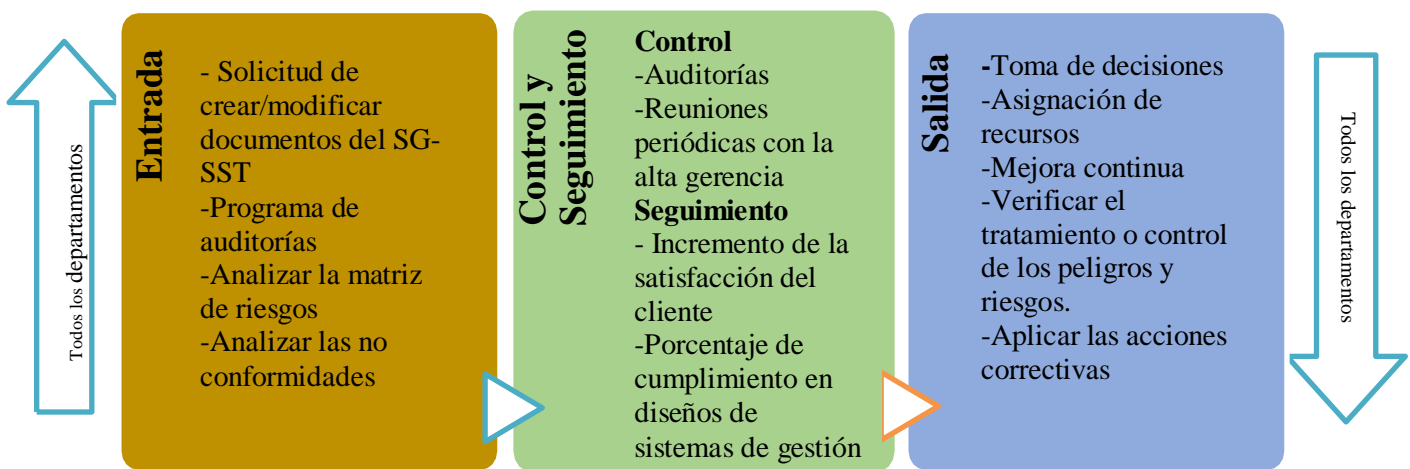 Todos los departamentos
Entrada
- Solicitud de
crear/modificar
documentos del SG-
SST
-Programa de
auditorías
-Analizar la matriz
de riesgos
-Analizar las no
conformidades
Control y
Seguimiento
Control
-Auditorías
-Reuniones
periódicas con la
alta gerencia
Seguimiento
- Incremento de la
satisfacción del
cliente
-Porcentaje de
cumplimiento en
diseños de
sistemas de gestión
Salida
-Toma de decisiones
-Asignación de
recursos
-Mejora continua
-Verificar el
tratamiento o control
de los peligros y
riesgos.
-Aplicar las acciones
correctivas
Todos los departamentos